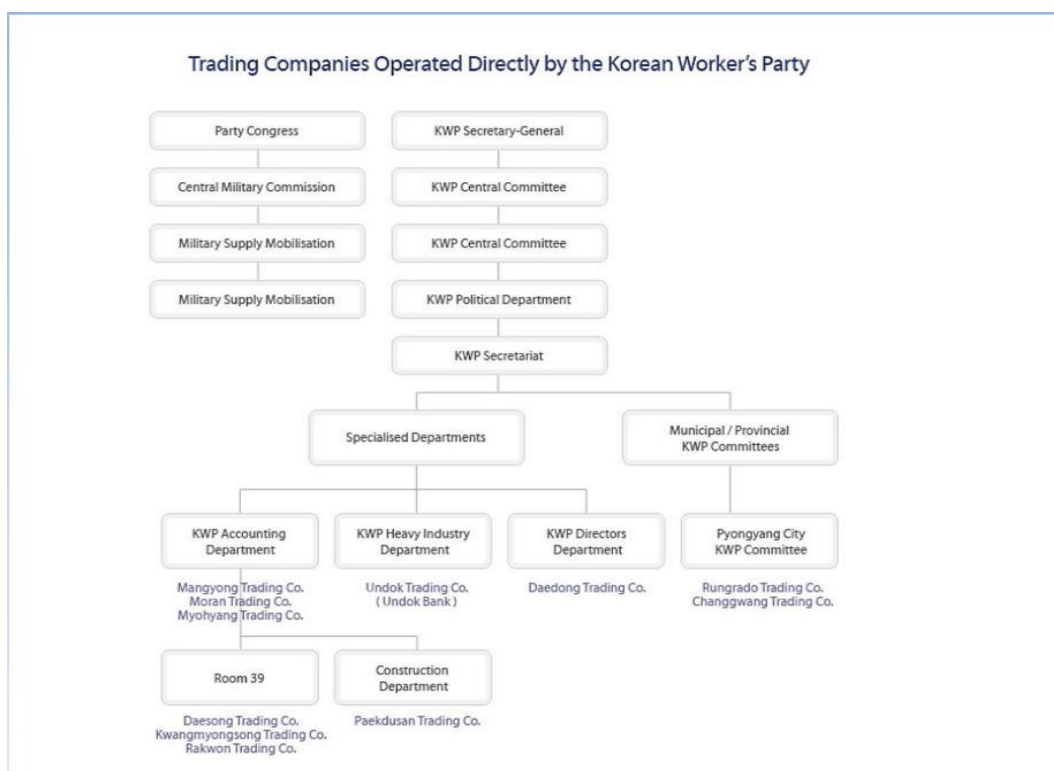 Trading Companies Operated Directly by the Korean Worker's Party
Party Congress
KWP Secretary-General
Central Military Commission
KWP Central Committee
Military Supply Mobilisation
KWP Central Committee
Military Supply Mobilisation
KWP Political Department
KWP Secretariat
Specialised Departments
Municipal / Provincial
KWP Committees
KWP Accounting
Department
KWP Heavy Industry
Department
KWP Directors
Department
Pyongyang City
KWP Committee
Mangyong Trading Co.
Moran Trading Co.
Myohyang Trading Co.
Undok Trading Co.
( Undok Bank )
Daedong Trading Co.
Rungrado Trading Co.
Changgwang Trading Co.
Room 39
Construction
Department
Daesong Trading Co.
Kwangmyongsong Trading Co.
Rakwon Trading Co.
Paekdusan Trading Co.